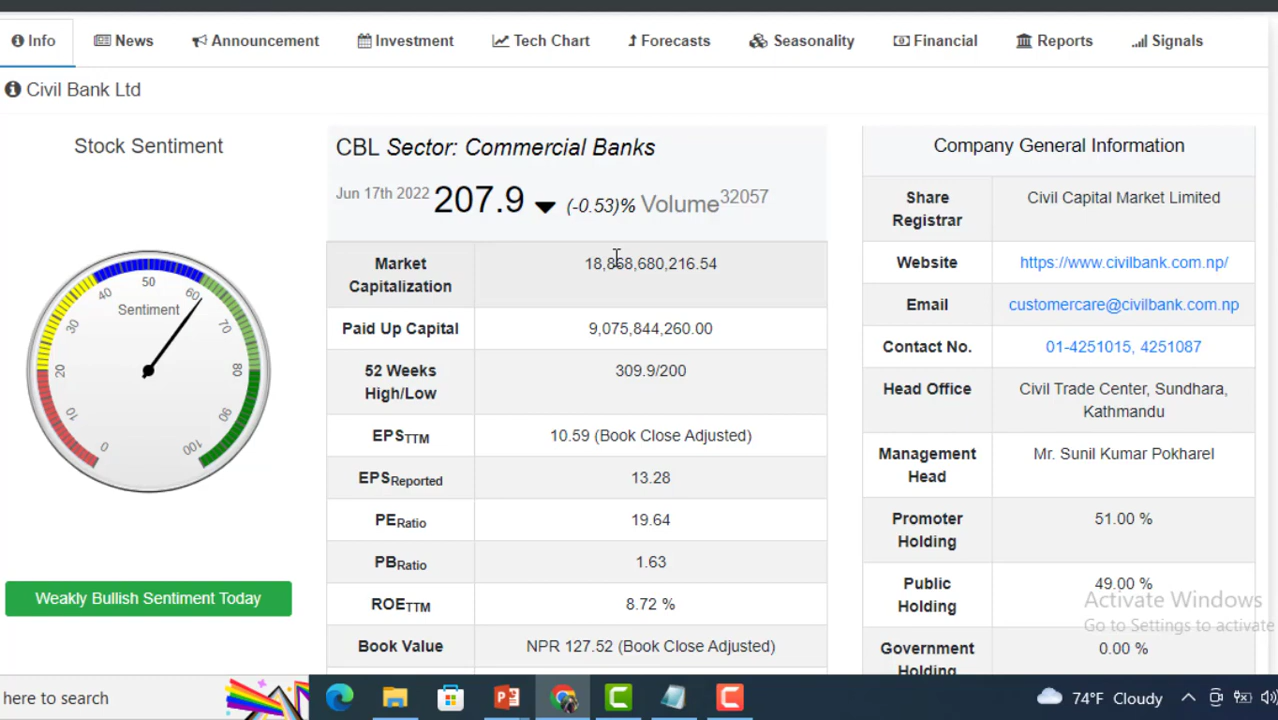 Info News Announcement Investment Tech Chart Forecasts Seasonality Financial Reports Signals
Civil Bank Ltd
Stock Sentiment
0
10
20
30
40
50
60
70
80
90
100
Sentiment
Weakly Bullish Sentiment Today
CBL Sector: Commercial Banks
Jun 17th 2022 207.9 (-0.53)% Volume 32057
Market Capitalization 18,868,680,216.54
Paid Up Capital 9,075,844,260.00
52 Weeks High/Low 309.9/200
EPSTTM 10.59 (Book Close Adjusted)
EPSReported 13.28
PERatio 19.64
PBRatio 1.63
ROETTM 8.72 %
Book Value NPR 127.52 (Book Close Adjusted)
Company General Information
Share Registrar Civil Capital Market Limited
Website https://www.civilbank.com.np/
Email customercare@civilbank.com.np
Contact No. 01-4251015, 4251087
Head Office Civil Trade Center, Sundhara, Kathmandu
Management Head Mr. Sunil Kumar Pokharel
Promoter Holding 51.00 %
Public Holding 49.00 %
Government Holding 0.00 %
Activate Windows
Go to Settings to activate
here to search
74°F Cloudy